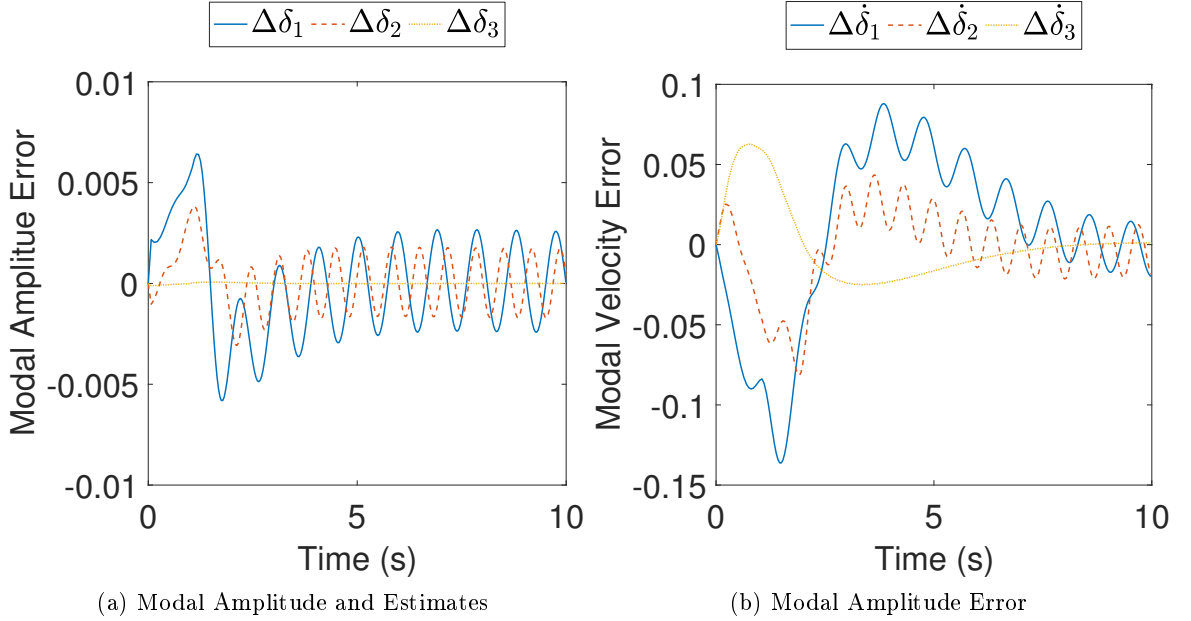 Δδ₁ Δδ₂ Δδ₃
0.01
0.005
0
-0.005
-0.01
Modal Amplitue Error
0 5 10
Time (s)
(a) Modal Amplitude and Estimates
Δδ̇₁ Δδ̇₂ Δδ̇₃
0.1
0.05
0
-0.05
-0.1
-0.15
Modal Velocity Error
0 5 10
Time (s)
(b) Modal Amplitude Error